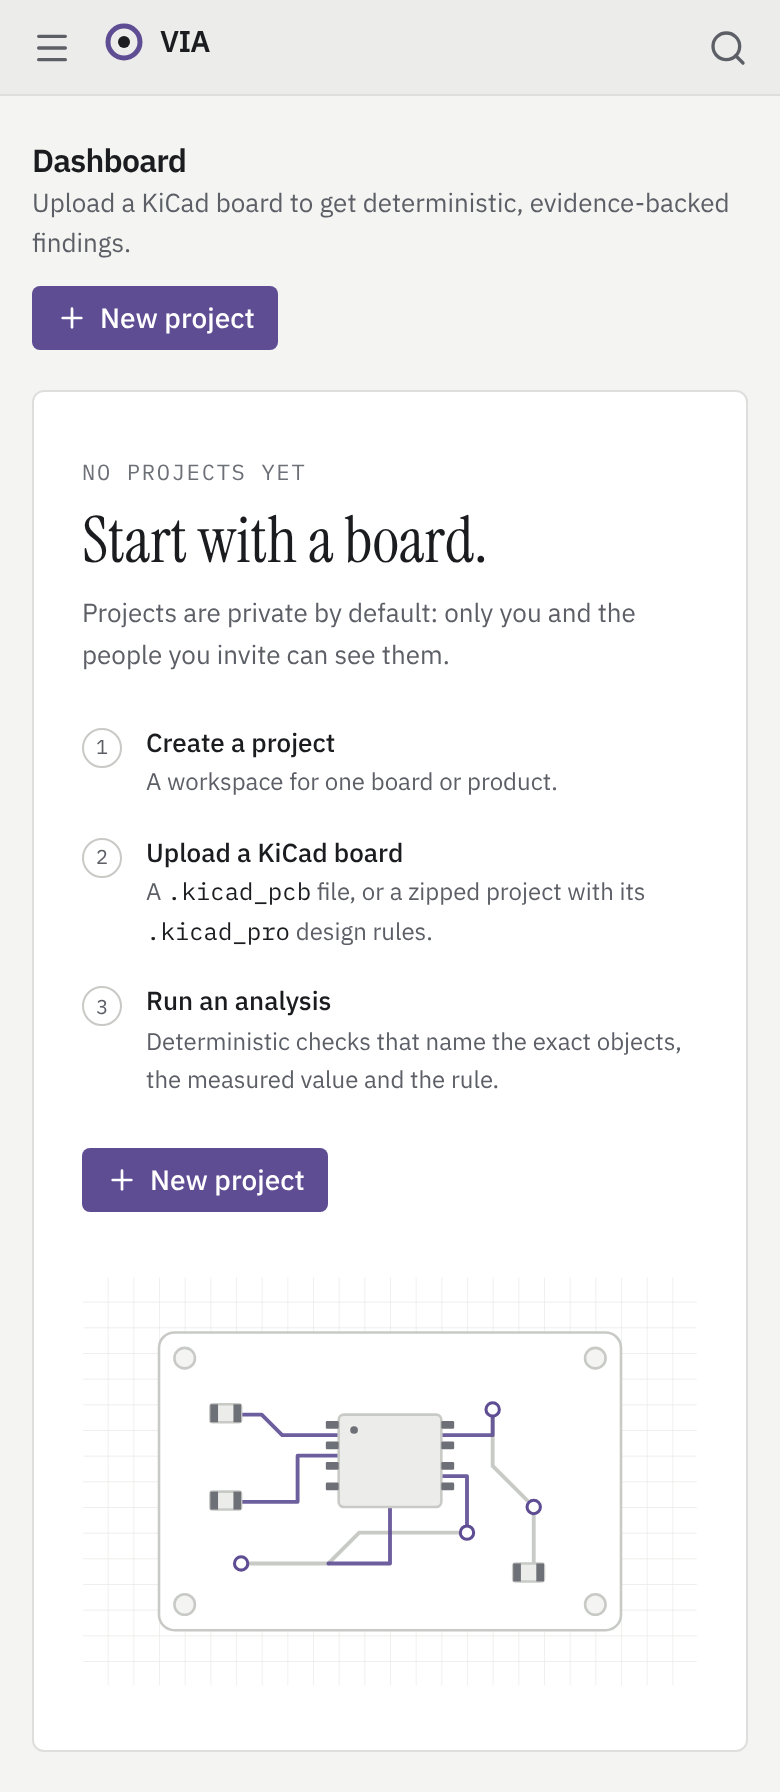 VIA
Dashboard
Upload a KiCad board to get deterministic, evidence-backed
findings.
New project
NO PROJECTS YET
Start with a board.
Projects are private by default: only you and the
people you invite can see them.
1
Create a project
A workspace for one board or product.
2
Upload a KiCad board
A .kicad_pcb file, or a zipped project with its
.kicad_pro design rules.
3
Run an analysis
Deterministic checks that name the exact objects,
the measured value and the rule.
New project